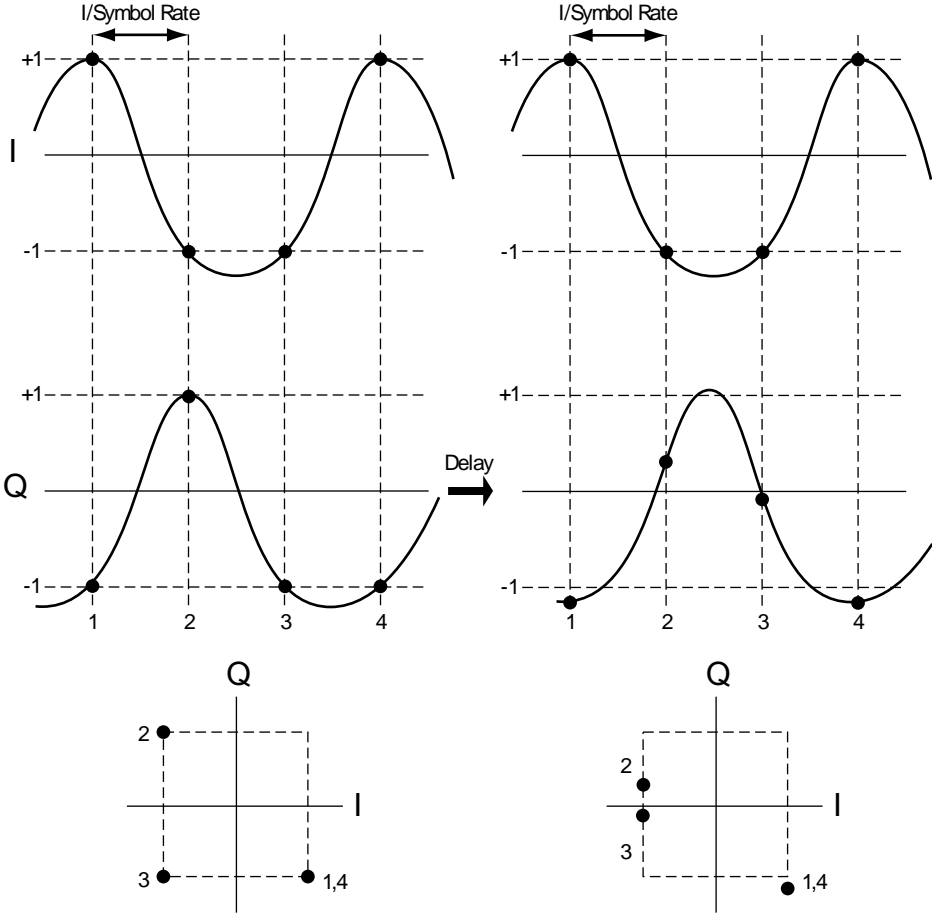 I/Symbol Rate
I/Symbol Rate
+1
+1
I
-1
-1
+1
+1
Q
Delay
-1
-1
1 2 3 4
1 2 3 4
Q
Q
2
2
I
I
3
3
1,4
1,4